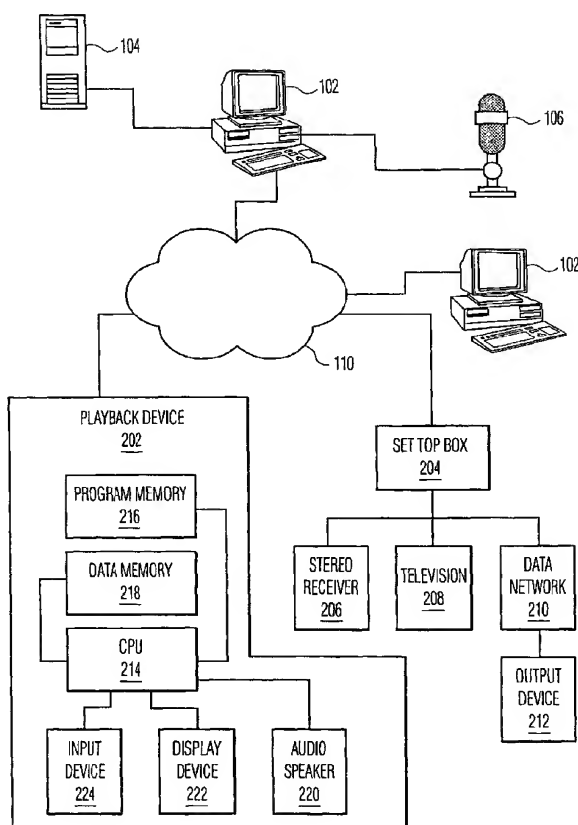 104
102
106
102
110
PLAYBACK DEVICE
202
PROGRAM MEMORY
216
DATA MEMORY
218
CPU
214
INPUT
DEVICE
224
DISPLAY
DEVICE
222
AUDIO
SPEAKER
220
SET TOP BOX
204
STEREO
RECEIVER
206
TELEVISION
208
DATA
NETWORK
210
OUTPUT
DEVICE
212